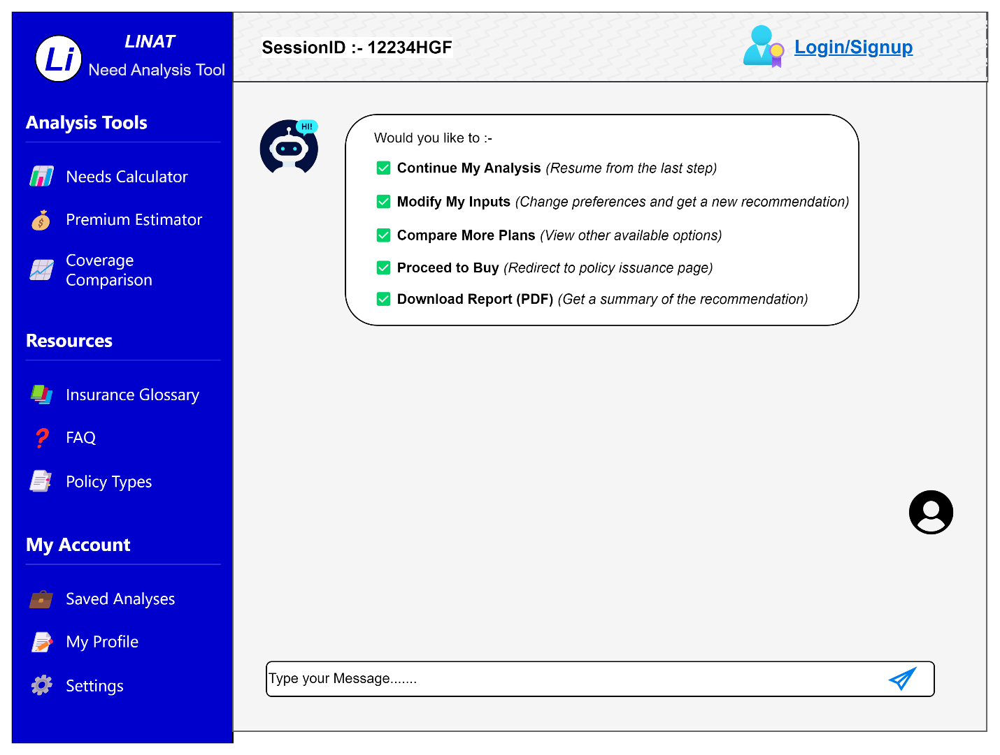 Li
LINAT
Need Analysis Tool
SessionID :- 12234HGF
Login/Signup
Analysis Tools
Needs Calculator
Premium Estimator
$
Coverage
Comparison
Resources
Insurance Glossary
FAQ
Policy Types
My Account
Saved Analyses
My Profile
Settings
HI!
Would you like to :-
Continue My Analysis (Resume from the last step)
Modify My Inputs (Change preferences and get a new recommendation)
Compare More Plans (View other available options)
Proceed to Buy (Redirect to policy issuance page)
Download Report (PDF) (Get a summary of the recommendation)
Type your Message.......